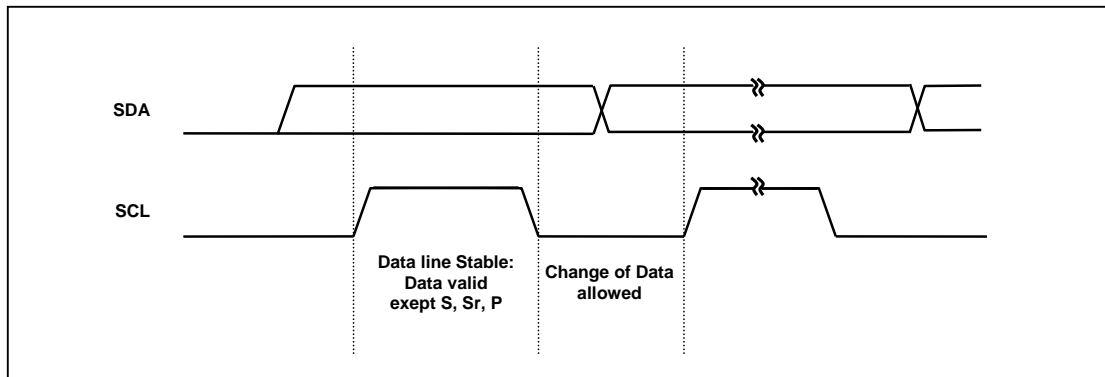 SDA
SCL
Data line Stable:
Data valid
exept S, Sr, P
Change of Data
allowed